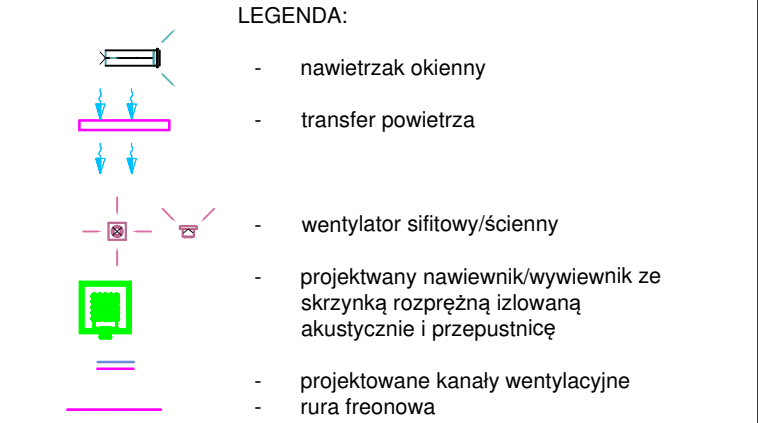 LEGENDA:
- nawietrzak okienny
- transfer powietrza
- wentylator sifitowy/ścienny
- projektwany nawiewnik/wywiewnik ze
skrzynką rozprężną izlowaną
akustycznie i przepustnicę
- projektowane kanały wentylacyjne
- rura freonowa